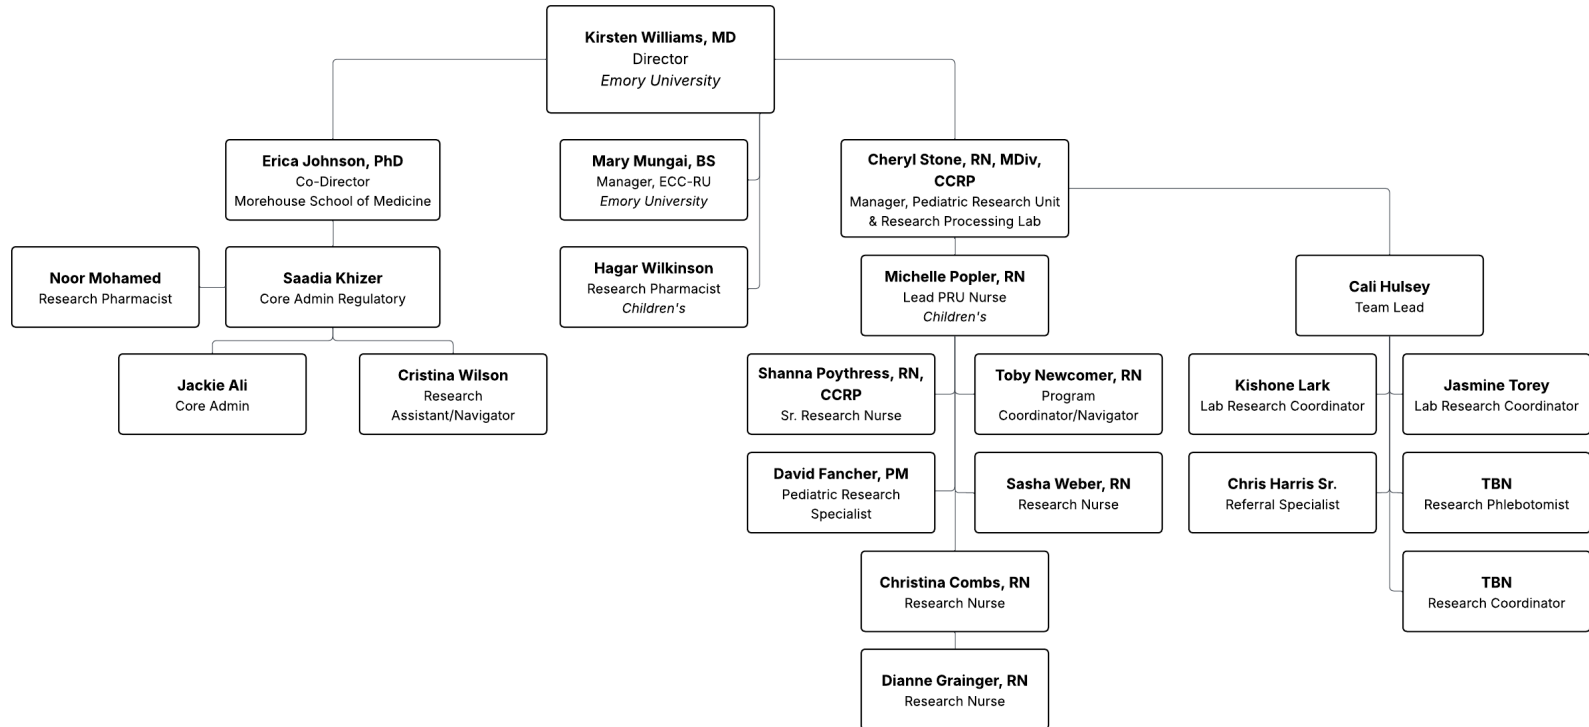 Kirsten Williams, MD
Director
Emory University
Erica Johnson, PhD
Co-Director
Morehouse School of Medicine
Mary Mungai, BS
Manager, ECC-RU
Emory University
Cheryl Stone, RN, MDiv,
CCRP
Manager, Pediatric Research Unit
& Research Processing Lab
Noor Mohamed
Research Pharmacist
Saadia Khizer
Core Admin Regulatory
Hagar Wilkinson
Research Pharmacist
Children's
Michelle Popler, RN
Lead PRU Nurse
Children's
Cali Hulsey
Team Lead
Jackie Ali
Core Admin
Cristina Wilson
Research
Assistant/Navigator
Shanna Poythress, RN,
CCRP
Sr. Research Nurse
Toby Newcomer, RN
Program
Coordinator/Navigator
Kishone Lark
Lab Research Coordinator
Jasmine Torey
Lab Research Coordinator
David Fancher, PM
Pediatric Research
Specialist
Sasha Weber, RN
Research Nurse
Chris Harris Sr.
Referral Specialist
TBN
Research Phlebotomist
Christina Combs, RN
Research Nurse
TBN
Research Coordinator
Dianne Grainger, RN
Research Nurse